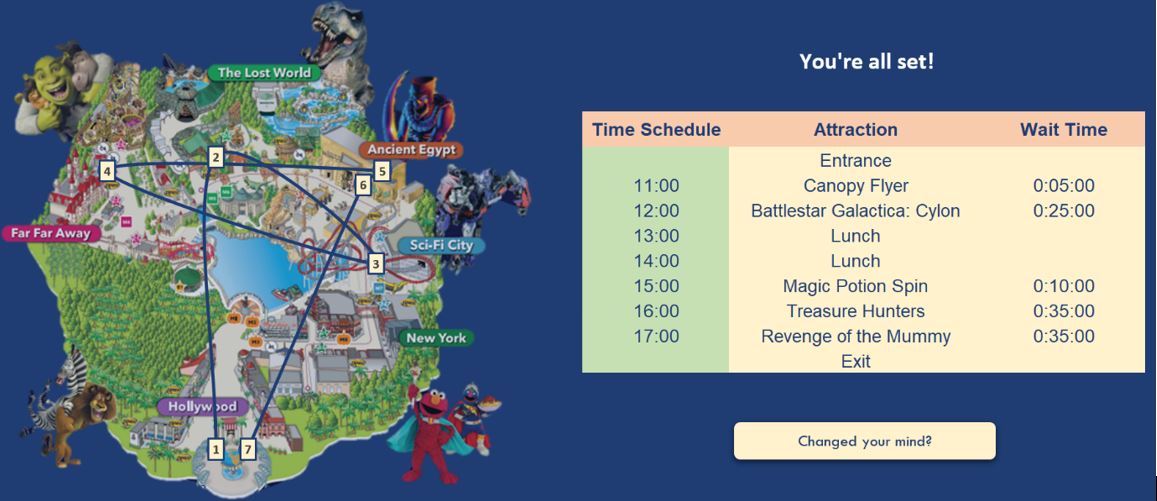 The Lost World
Ancient Egypt
Far Far Away
Sci-Fi City
New York
Hollywood
1
2
3
4
5
6
7
You're all set!
Time Schedule Attraction Wait Time
Entrance
11:00 Canopy Flyer 0:05:00
12:00 Battlestar Galactica: Cylon 0:25:00
13:00 Lunch
14:00 Lunch
15:00 Magic Potion Spin 0:10:00
16:00 Treasure Hunters 0:35:00
17:00 Revenge of the Mummy 0:35:00
Exit
Changed your mind?